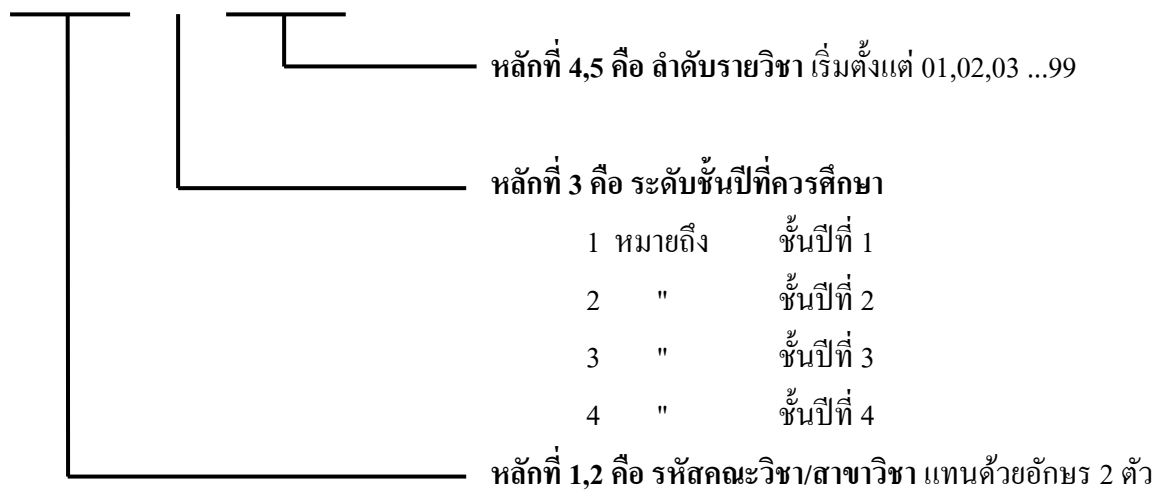 หลักที่ 4,5 คือ ลำดับรายวิชา เริ่มตั้งแต่ 01,02,03 ...99
หลักที่ 3 คือ ระดับชั้นปีที่ควรศึกษา
1 หมายถึง ชั้นปีที่ 1
2 " ชั้นปีที่ 2
3 " ชั้นปีที่ 3
4 " ชั้นปีที่ 4
หลักที่ 1,2 คือ รหัสคณะวิชา/สาขาวิชา แทนด้วยอักษร 2 ตัว